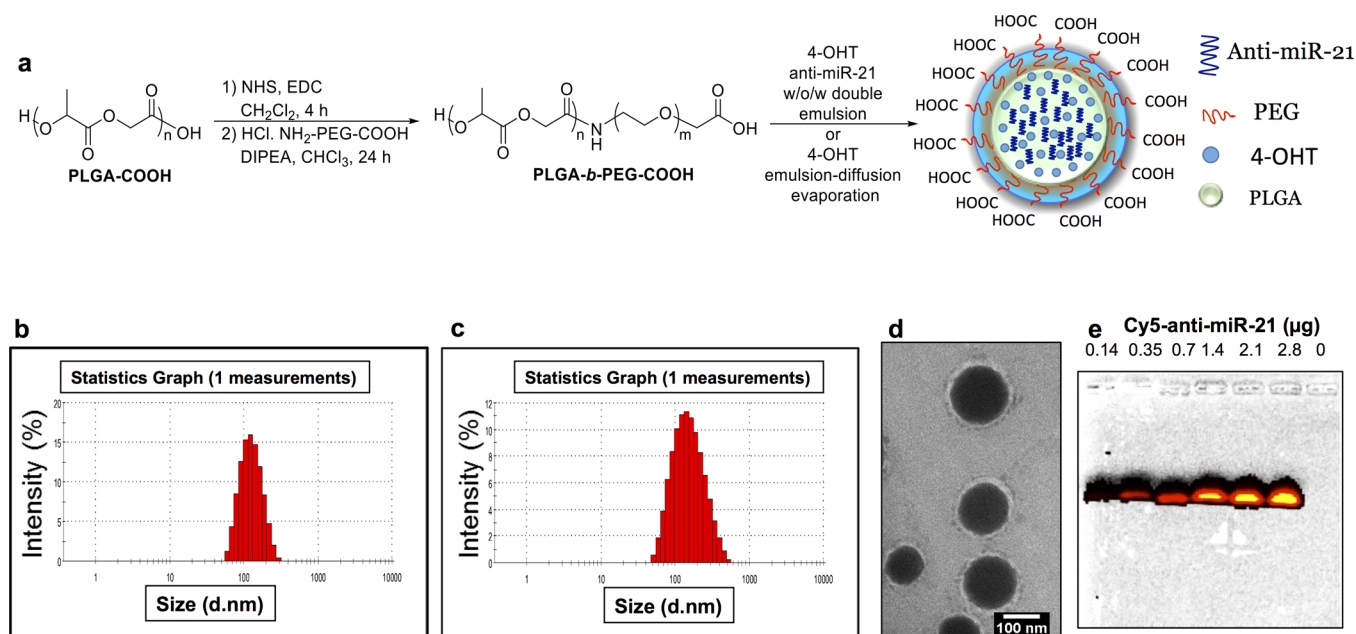 a
H
O
O
O
O
n
OH
PLGA-COOH
1) NHS, EDC
CH2Cl2, 4 h
2) HCl. NH2-PEG-COOH
DIPEA, CHCl3, 24 h
H
O
O
O
O
n
N
H
O
m
O
OH
PLGA-b-PEG-COOH
4-OHT
anti-miR-21
w/o/w double
emulsion
or
4-OHT
emulsion-diffusion
evaporation
HOOC
COOH
HOOC
COOH
HOOC
COOH
HOOC
COOH
HOOC
COOH
HOOC
COOH
HOOC
COOH
HOOC
COOH
HOOC
COOH
HOOC
COOH
Anti-miR-21
PEG
4-OHT
PLGA
b
Statistics Graph (1 measurements)
Intensity (%)
20
15
10
5
0
1
10
100
1000
10000
Size (d.nm)
c
Statistics Graph (1 measurements)
Intensity (%)
12
10
8
6
4
2
0
1
10
100
1000
10000
Size (d.nm)
d
100 nm
e
Cy5-anti-miR-21 (µg)
0.14 0.35 0.7 1.4 2.1 2.8 0